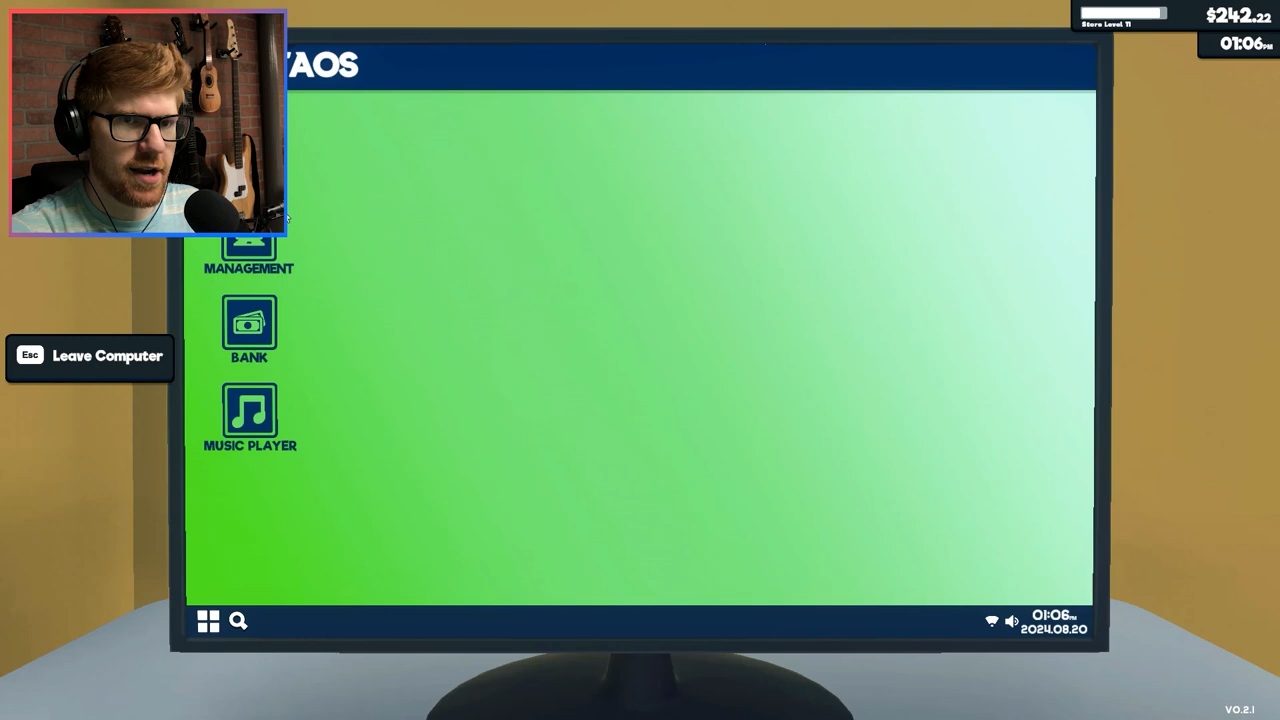 $242.22
Store Level 11
01:06PM
AOS
MANAGEMENT
BANK
MUSIC PLAYER
Esc Leave Computer
01:06PM
2024.08.20
V0.2.1